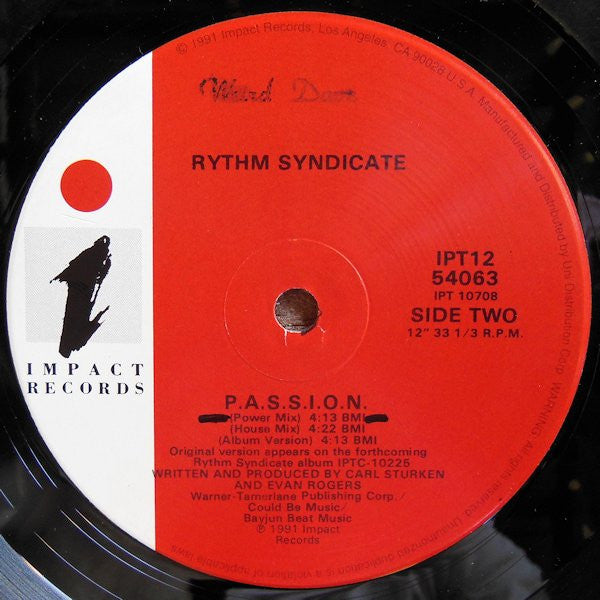 ℗ 1991 Impact Records, Los Angeles, CA 90028 U.S.A. Manufactured and Distributed by Uni Distribution Corp. WARNING: All rights reserved. Unauthorized duplication is a violation of applicable laws
Weird Dave
RYTHM SYNDICATE
IPT12
54063
IPT 10708
SIDE TWO
12" 33 1/3 R.P.M.
i
IMPACT
RECORDS
P.A.S.S.I.O.N.
(Power Mix) 4:13 BMI
(House Mix) 4:22 BMI
(Album Version) 4:13 BMI
Original version appears on the forthcoming
Rythm Syndicate album IPTC-10225
WRITTEN AND PRODUCED BY CARL STURKEN
AND EVAN ROGERS
Warner-Tamerlane Publishing Corp./
Could Be Music/
Bayjun Beat Music
℗ 1991 Impact
Records